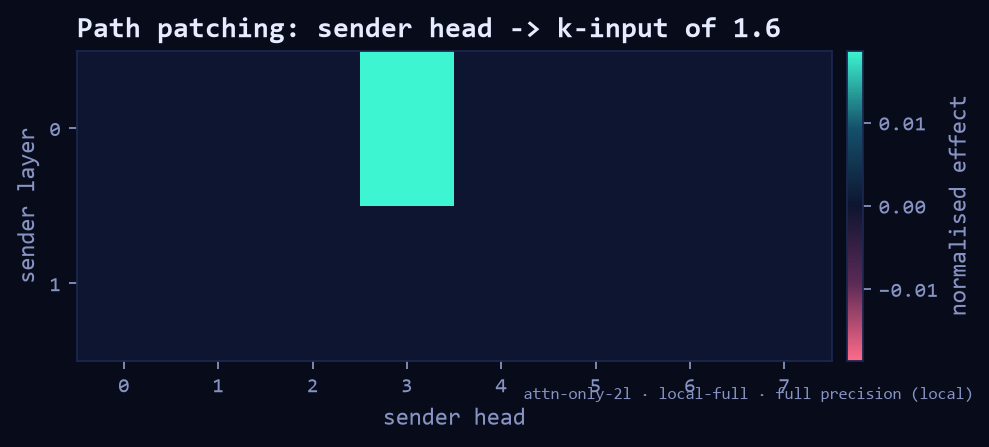 Path patching: sender head -> k-input of 1.6
sender layer
0
1
0 1 2 3 4 5 6 7
sender head
attn-only-2l · local-full · full precision (local)
0.01
0.00
-0.01
normalised effect